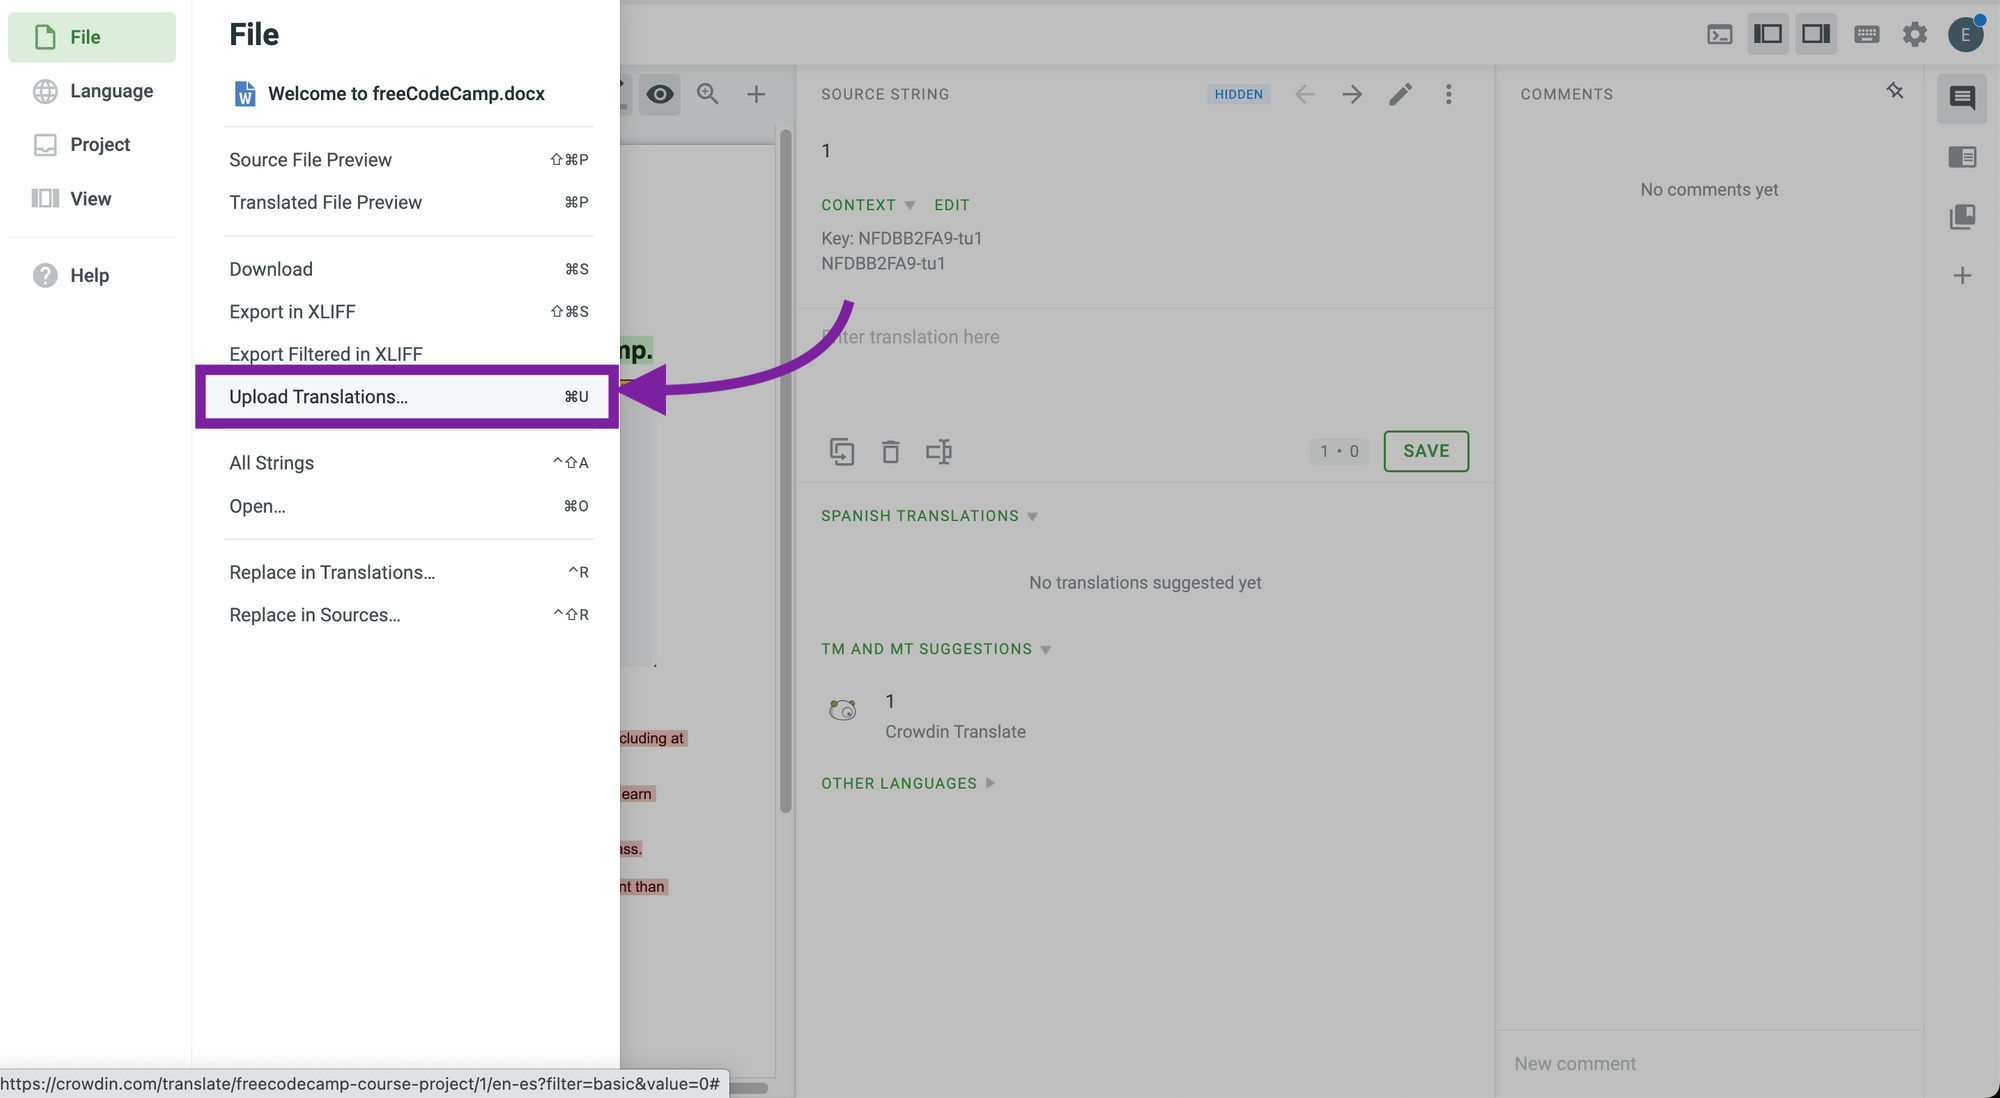 File
Language
Project
View
Help
File
Welcome to freeCodeCamp.docx
Source File Preview ⇧⌘P
Translated File Preview ⌘P
Download ⌘S
Export in XLIFF ⇧⌘S
Export Filtered in XLIFF
Upload Translations... ⌘U
All Strings ^⇧A
Open... ⌘O
Replace in Translations... ^R
Replace in Sources... ^⇧R
mp.
cluding at
earn
ass.
nt than
SOURCE STRING
HIDDEN
1
CONTEXT EDIT
Key: NFDBB2FA9-tu1
NFDBB2FA9-tu1
Enter translation here
1 • 0
SAVE
SPANISH TRANSLATIONS
No translations suggested yet
TM AND MT SUGGESTIONS
1
Crowdin Translate
OTHER LANGUAGES
COMMENTS
No comments yet
New comment
E
https://crowdin.com/translate/freecodecamp-course-project/1/en-es?filter=basic&value=0#